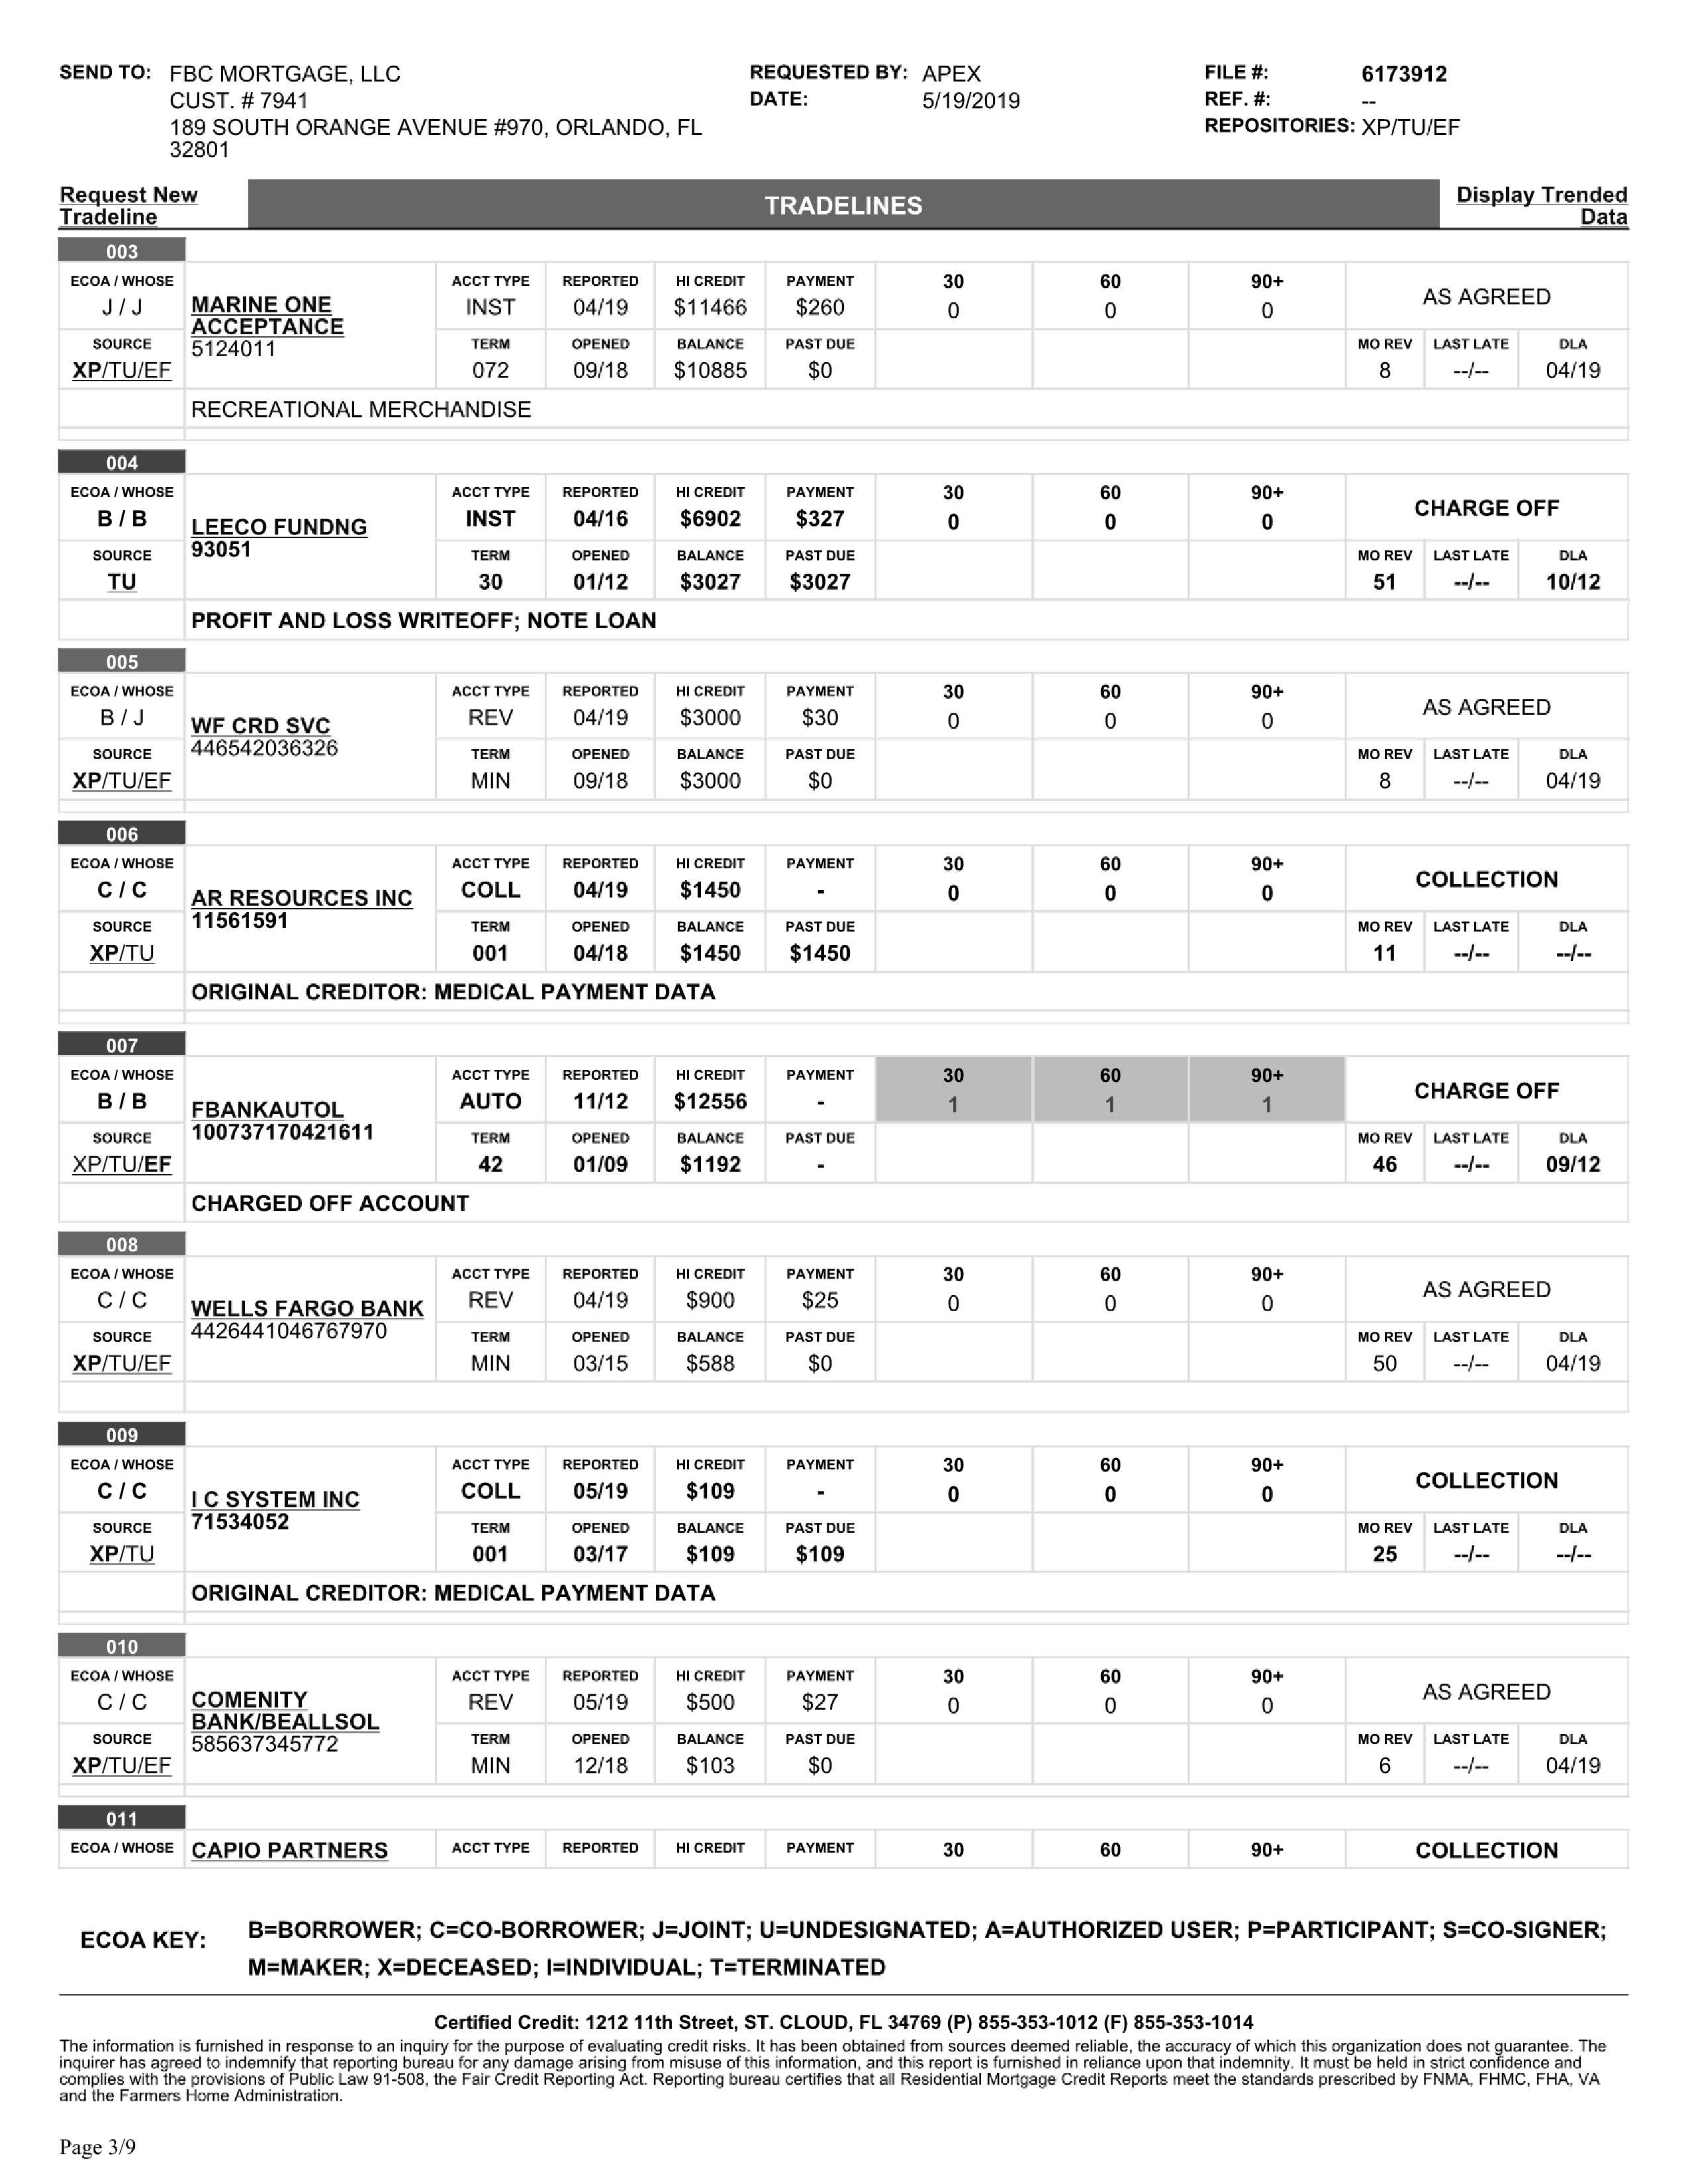 SEND TO: FBC MORTGAGE, LLC REQUESTED BY: APEX FILE #: 6173912
CUST. # 7941 DATE: 5/19/2019 REF. #: --
189 SOUTH ORANGE AVENUE #970, ORLANDO, FL REPOSITORIES: XP/TU/EF
32801
Request New Tradeline TRADELINES Display Trended Data
003
ECOA / WHOSE ACCT TYPE REPORTED HI CREDIT PAYMENT 30 60 90+ AS AGREED
J / J MARINE ONE INST 04/19 $11466 $260 0 0 0
ACCEPTANCE
SOURCE 5124011 TERM OPENED BALANCE PAST DUE MO REV LAST LATE DLA
XP/TU/EF 072 09/18 $10885 $0 8 --/-- 04/19
RECREATIONAL MERCHANDISE
004
ECOA / WHOSE ACCT TYPE REPORTED HI CREDIT PAYMENT 30 60 90+ CHARGE OFF
B / B LEECO FUNDNG INST 04/16 $6902 $327 0 0 0
SOURCE 93051 TERM OPENED BALANCE PAST DUE MO REV LAST LATE DLA
TU 30 01/12 $3027 $3027 51 --/-- 10/12
PROFIT AND LOSS WRITEOFF; NOTE LOAN
005
ECOA / WHOSE ACCT TYPE REPORTED HI CREDIT PAYMENT 30 60 90+ AS AGREED
B / J WF CRD SVC REV 04/19 $3000 $30 0 0 0
SOURCE 446542036326 TERM OPENED BALANCE PAST DUE MO REV LAST LATE DLA
XP/TU/EF MIN 09/18 $3000 $0 8 --/-- 04/19
006
ECOA / WHOSE ACCT TYPE REPORTED HI CREDIT PAYMENT 30 60 90+ COLLECTION
C / C AR RESOURCES INC COLL 04/19 $1450 - 0 0 0
SOURCE 11561591 TERM OPENED BALANCE PAST DUE MO REV LAST LATE DLA
XP/TU 001 04/18 $1450 $1450 11 --/-- --/--
ORIGINAL CREDITOR: MEDICAL PAYMENT DATA
007
ECOA / WHOSE ACCT TYPE REPORTED HI CREDIT PAYMENT 30 60 90+ CHARGE OFF
B / B FBANKAUTOL AUTO 11/12 $12556 - 1 1 1
SOURCE 100737170421611 TERM OPENED BALANCE PAST DUE MO REV LAST LATE DLA
XP/TU/EF 42 01/09 $1192 - 46 --/-- 09/12
CHARGED OFF ACCOUNT
008
ECOA / WHOSE ACCT TYPE REPORTED HI CREDIT PAYMENT 30 60 90+ AS AGREED
C / C WELLS FARGO BANK REV 04/19 $900 $25 0 0 0
SOURCE 4426441046767970 TERM OPENED BALANCE PAST DUE MO REV LAST LATE DLA
XP/TU/EF MIN 03/15 $588 $0 50 --/-- 04/19
009
ECOA / WHOSE ACCT TYPE REPORTED HI CREDIT PAYMENT 30 60 90+ COLLECTION
C / C I C SYSTEM INC COLL 05/19 $109 - 0 0 0
SOURCE 71534052 TERM OPENED BALANCE PAST DUE MO REV LAST LATE DLA
XP/TU 001 03/17 $109 $109 25 --/-- --/--
ORIGINAL CREDITOR: MEDICAL PAYMENT DATA
010
ECOA / WHOSE ACCT TYPE REPORTED HI CREDIT PAYMENT 30 60 90+ AS AGREED
C / C COMENITY REV 05/19 $500 $27 0 0 0
BANK/BEALLSOL
SOURCE 585637345772 TERM OPENED BALANCE PAST DUE MO REV LAST LATE DLA
XP/TU/EF MIN 12/18 $103 $0 6 --/-- 04/19
011
ECOA / WHOSE CAPIO PARTNERS ACCT TYPE REPORTED HI CREDIT PAYMENT 30 60 90+ COLLECTION
ECOA KEY: B=BORROWER; C=CO-BORROWER; J=JOINT; U=UNDESIGNATED; A=AUTHORIZED USER; P=PARTICIPANT; S=CO-SIGNER;
M=MAKER; X=DECEASED; I=INDIVIDUAL; T=TERMINATED
Certified Credit: 1212 11th Street, ST. CLOUD, FL 34769 (P) 855-353-1012 (F) 855-353-1014
The information is furnished in response to an inquiry for the purpose of evaluating credit risks. It has been obtained from sources deemed reliable, the accuracy of which this organization does not guarantee. The
inquirer has agreed to indemnify that reporting bureau for any damage arising from misuse of this information, and this report is furnished in reliance upon that indemnity. It must be held in strict confidence and
complies with the provisions of Public Law 91-508, the Fair Credit Reporting Act. Reporting bureau certifies that all Residential Mortgage Credit Reports meet the standards prescribed by FNMA, FHMC, FHA, VA
and the Farmers Home Administration.
Page 3/9